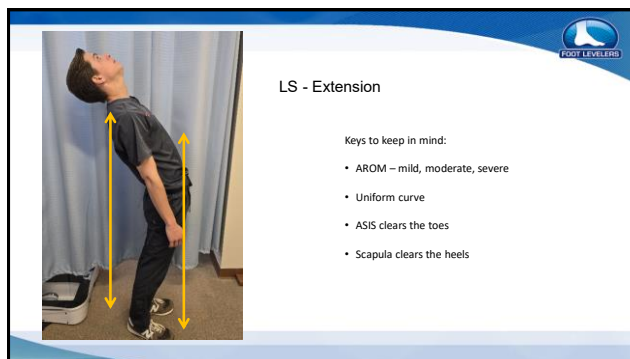 FOOT LEVELERS
LS - Extension
Keys to keep in mind:
• AROM – mild, moderate, severe
• Uniform curve
• ASIS clears the toes
• Scapula clears the heels